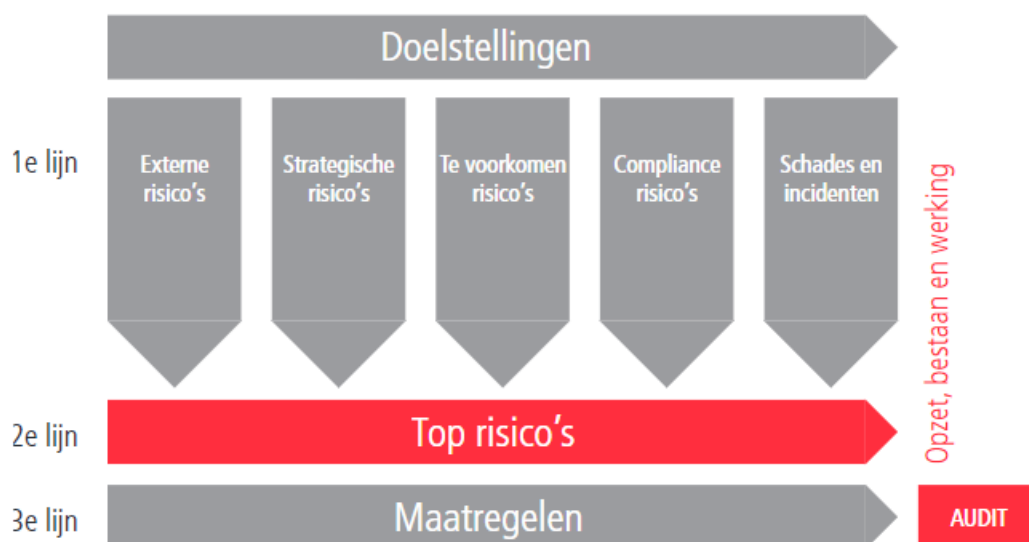 Doelstellingen
1e lijn
Externe
risico's
Strategische
risico's
Te voorkomen
risico's
Compliance
risico's
Schades en
incidenten
Opzet, bestaan en werking
2e lijn
Top risico's
3e lijn
Maatregelen
AUDIT